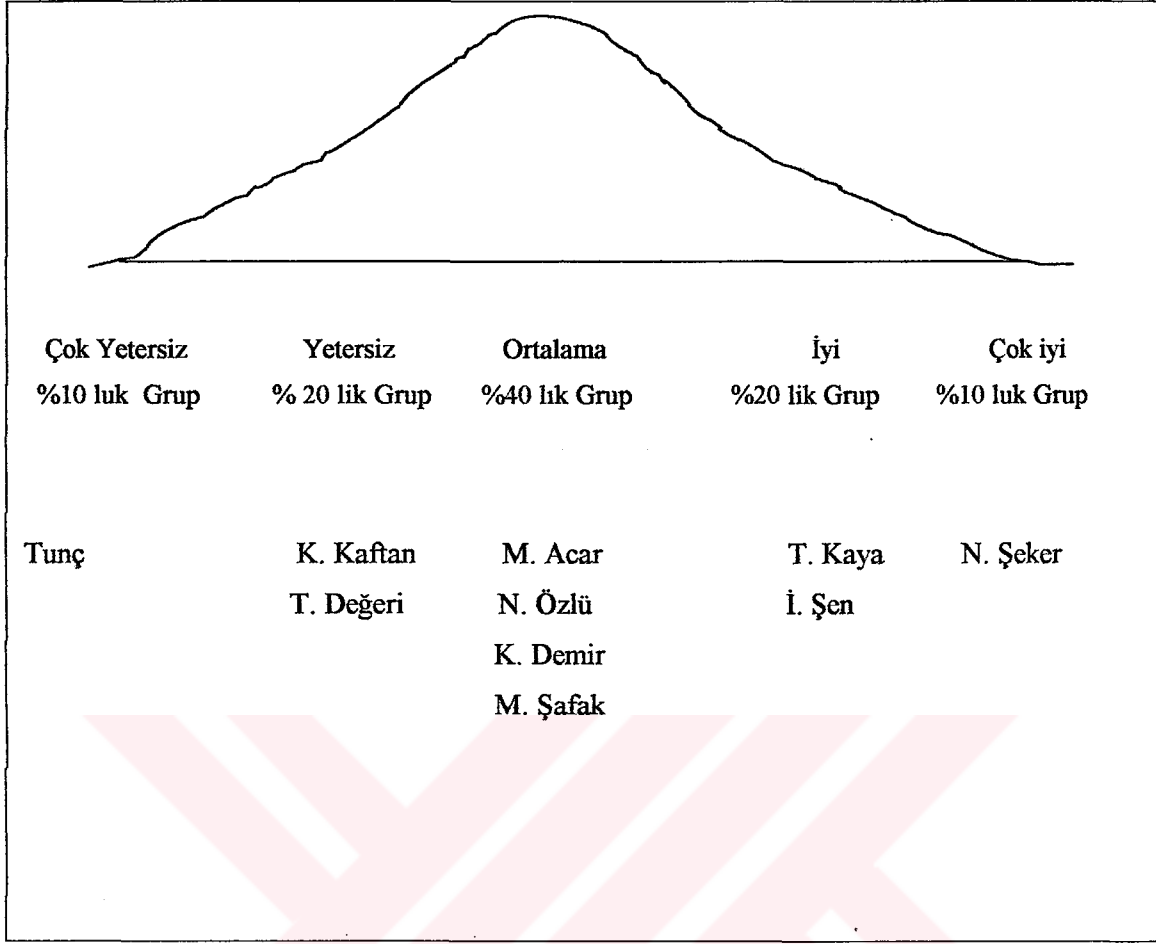 Çok Yetersiz Yetersiz Ortalama İyi Çok iyi
%10 luk Grup % 20 lik Grup %40 lık Grup %20 lik Grup %10 luk Grup
Tunç K. Kaftan M. Acar T. Kaya N. Şeker
T. Değeri N. Özlü İ. Şen
K. Demir
M. Şafak